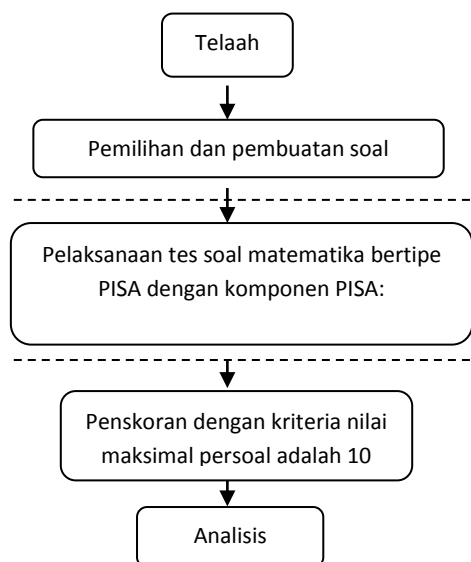 Telaah
Pemilihan dan pembuatan soal
Pelaksanaan tes soal matematika bertipe
PISA dengan komponen PISA:
Penskoran dengan kriteria nilai
maksimal persoal adalah 10
Analisis